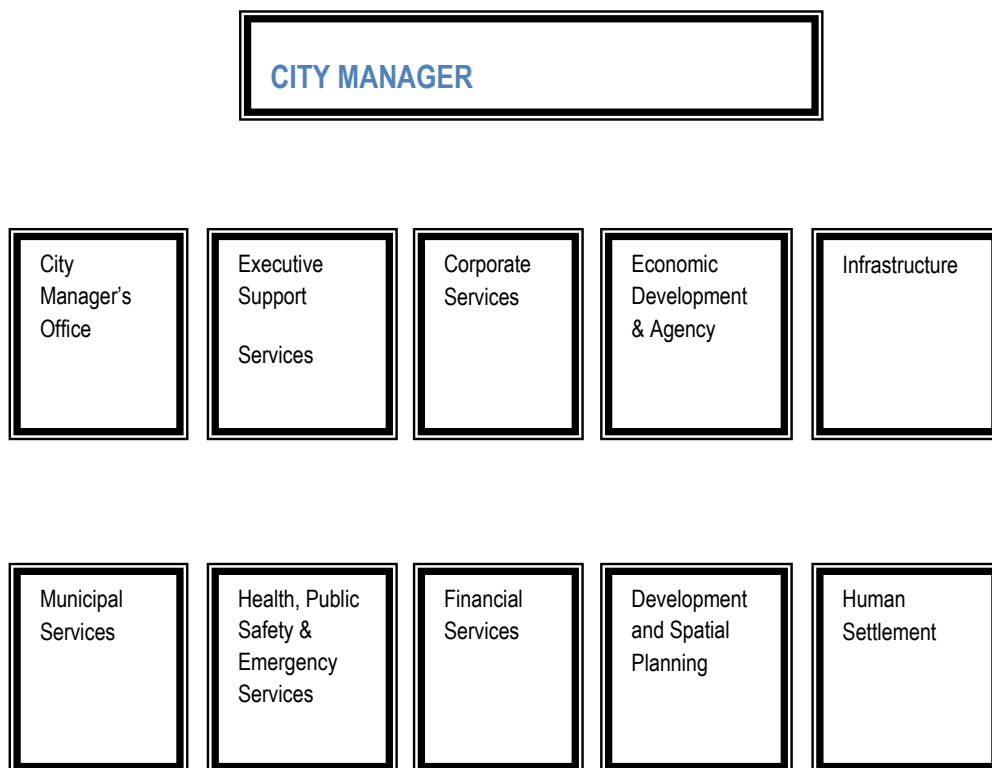 CITY MANAGER
City
Manager’s
Office
Executive
Support
Services
Corporate
Services
Economic
Development
& Agency
Infrastructure
Municipal
Services
Health, Public
Safety &
Emergency
Services
Financial
Services
Development
and Spatial
Planning
Human
Settlement